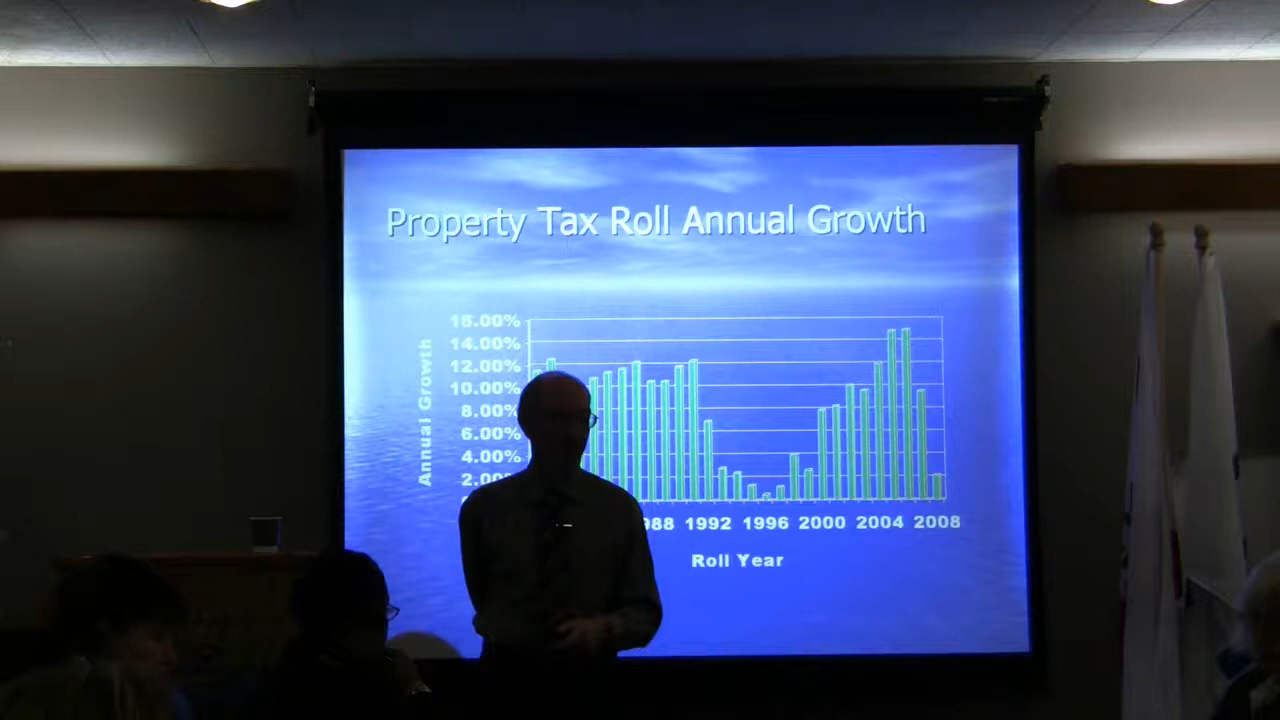 Property Tax Roll Annual Growth
Annual Growth
16.00%
14.00%
12.00%
10.00%
8.00%
6.00%
4.00%
2.00
88 1992 1996 2000 2004 2008
Roll Year